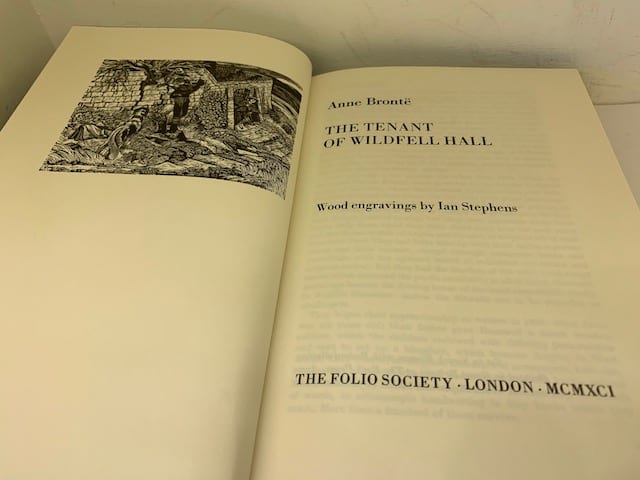 Anne Brontë
THE TENANT
OF WILDFELL HALL
Wood engravings by Ian Stephens
THE FOLIO SOCIETY · LONDON · MCMXCI